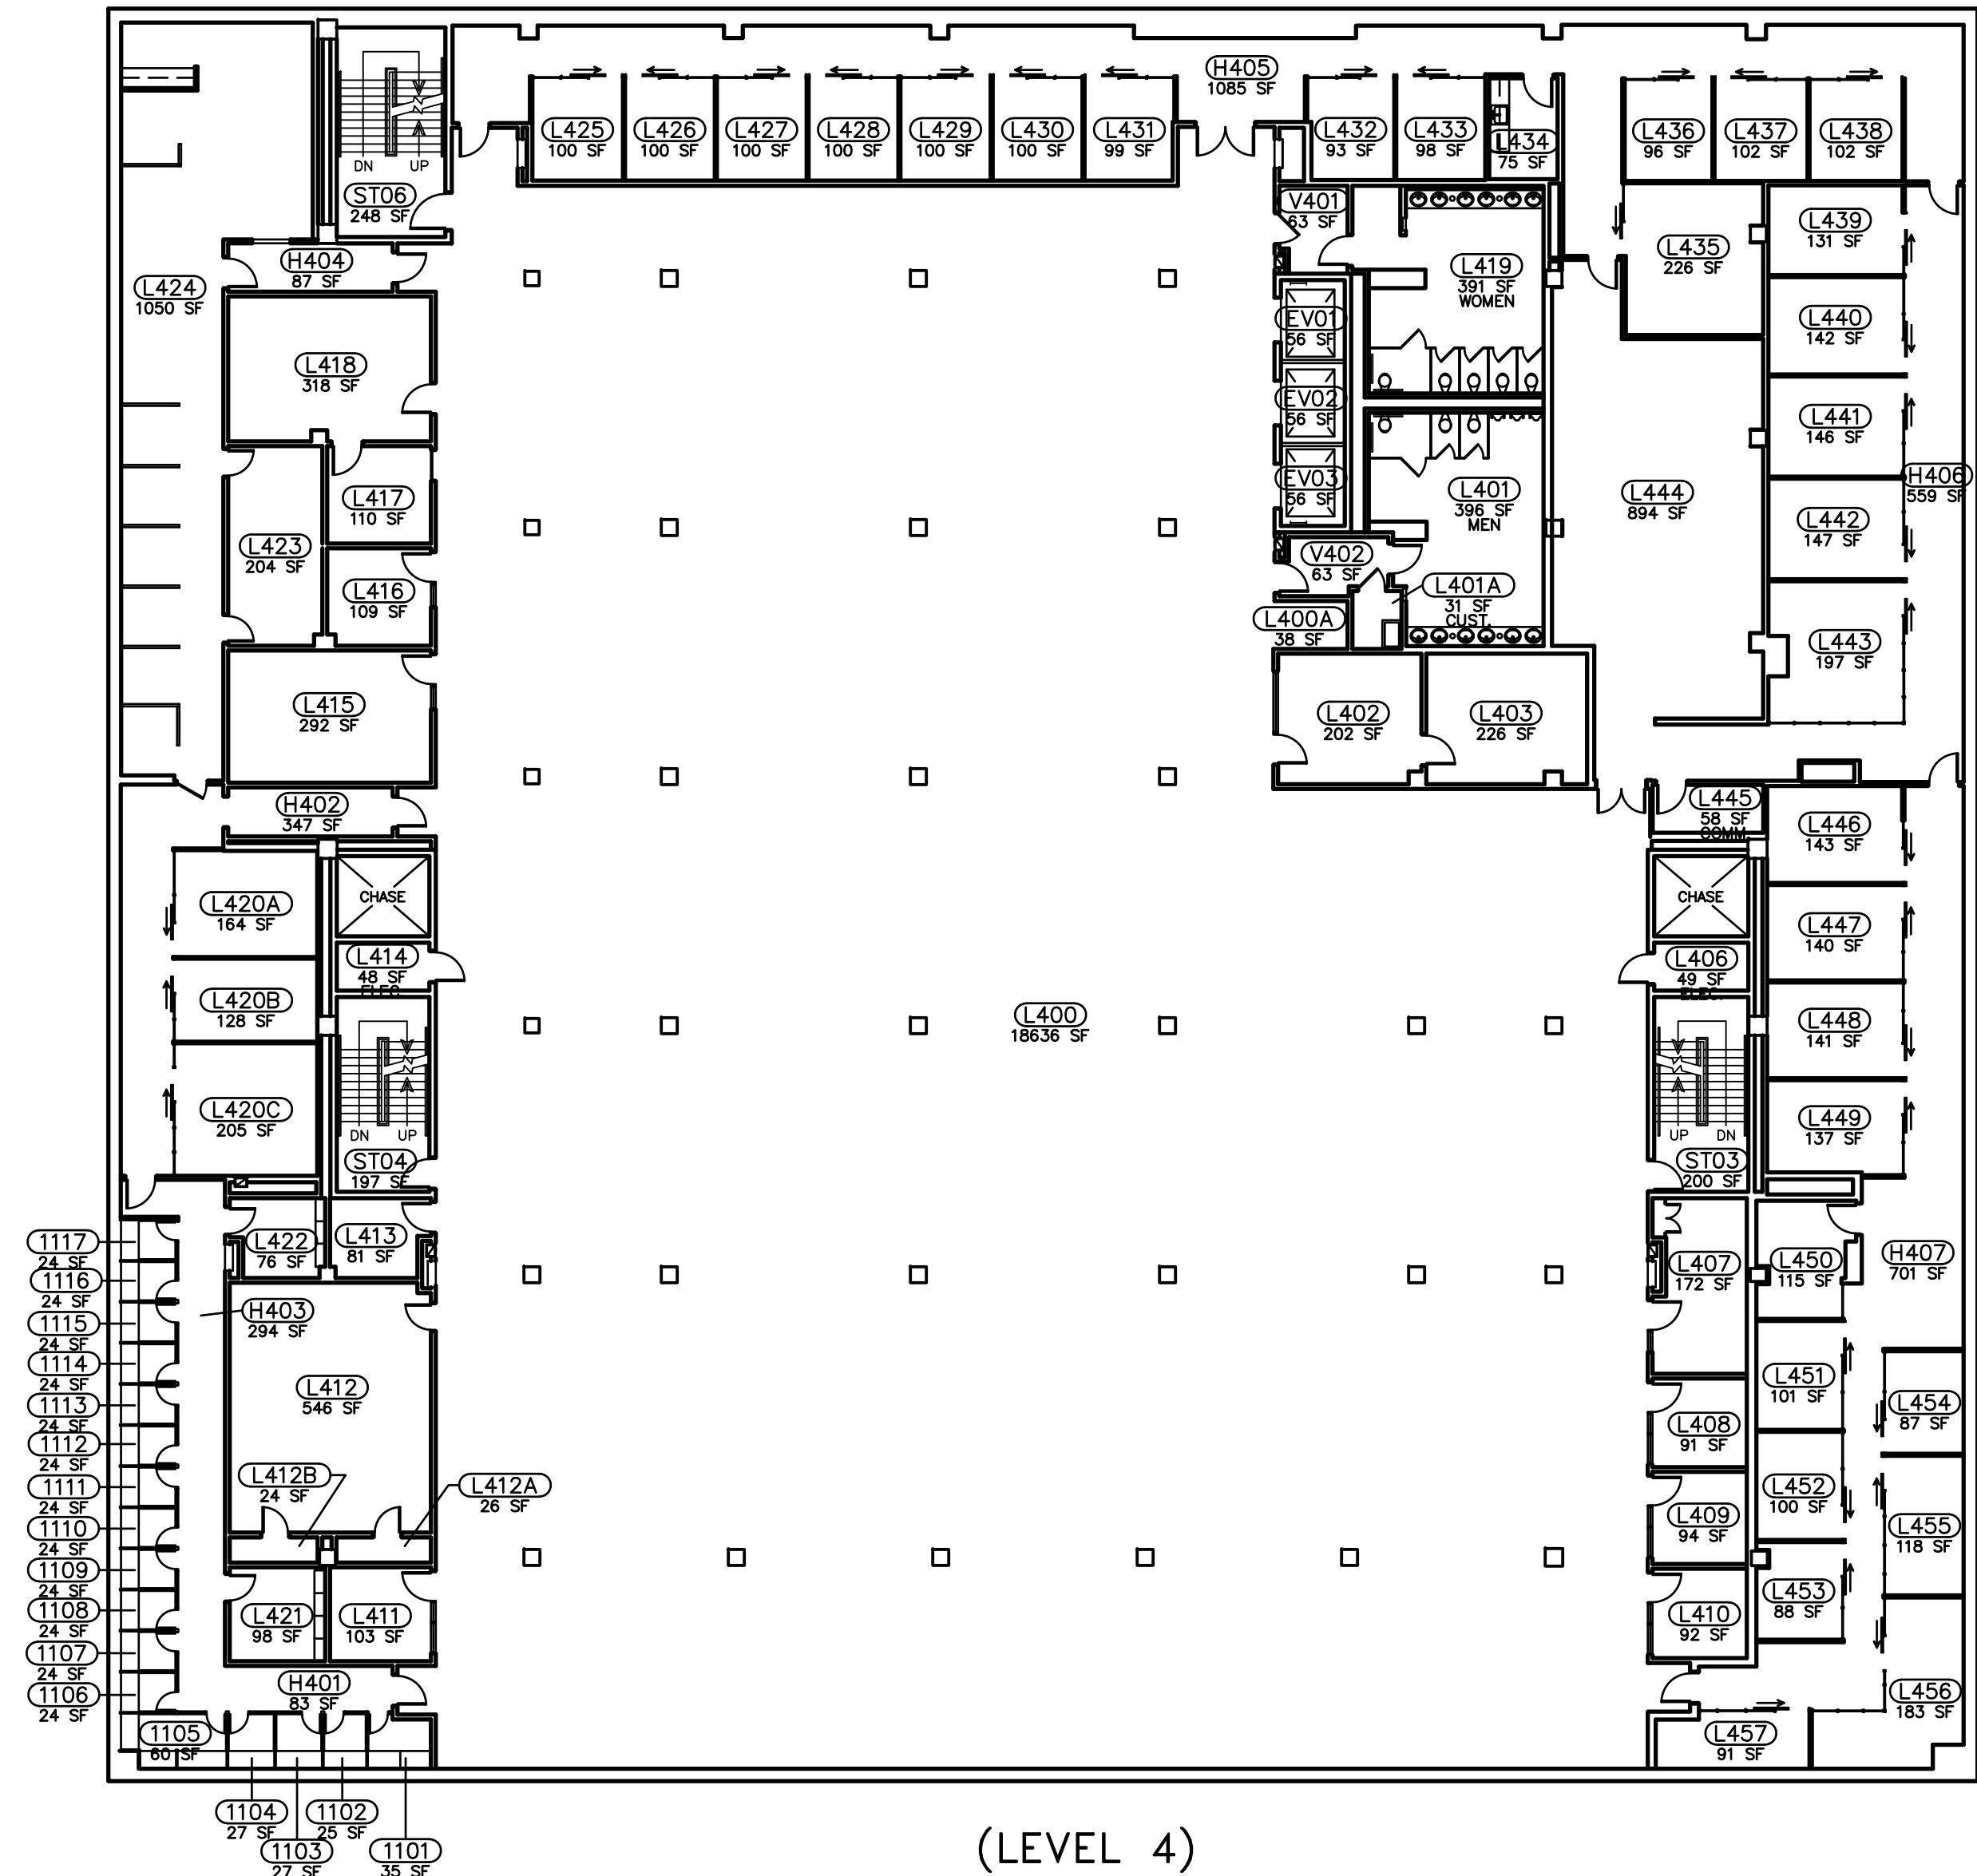 H405
1085 SF
L425
100 SF
L426
100 SF
L427
100 SF
L428
100 SF
L429
100 SF
L430
100 SF
L431
99 SF
L432
93 SF
L433
98 SF
L434
75 SF
L436
96 SF
L437
102 SF
L438
102 SF
DN
UP
ST06
248 SF
V401
63 SF
L439
131 SF
L435
226 SF
H404
87 SF
L424
1050 SF
L419
391 SF
WOMEN
EV01
56 SF
L440
142 SF
L418
318 SF
EV02
56 SF
L441
146 SF
EV03
56 SF
L401
396 SF
MEN
L444
894 SF
H406
559 SF
L417
110 SF
L442
147 SF
L423
204 SF
V402
63 SF
L416
109 SF
L401A
31 SF
CUST.
L400A
38 SF
L443
197 SF
L415
292 SF
L402
202 SF
L403
226 SF
H402
347 SF
L445
58 SF
COMM.
L446
143 SF
L420A
164 SF
CHASE
CHASE
L447
140 SF
L414
48 SF
ELEC.
L406
49 SF
ELEC.
L420B
128 SF
L400
18636 SF
L448
141 SF
L420C
205 SF
L449
137 SF
DN
UP
UP
DN
ST04
197 SF
ST03
200 SF
1117
24 SF
L422
76 SF
L413
81 SF
L407
172 SF
L450
115 SF
H407
701 SF
1116
24 SF
H403
294 SF
1115
24 SF
1114
24 SF
L412
546 SF
L451
101 SF
1113
24 SF
L454
87 SF
L408
91 SF
1112
24 SF
L412B
24 SF
L412A
26 SF
1111
24 SF
L452
100 SF
L409
94 SF
L455
118 SF
1110
24 SF
1109
24 SF
L453
88 SF
1108
24 SF
L421
98 SF
L411
103 SF
L410
92 SF
1107
24 SF
H401
83 SF
1106
24 SF
L456
183 SF
1105
60 SF
L457
91 SF
1104
27 SF
1102
25 SF
1103
27 SF
1101
35 SF
(LEVEL 4)